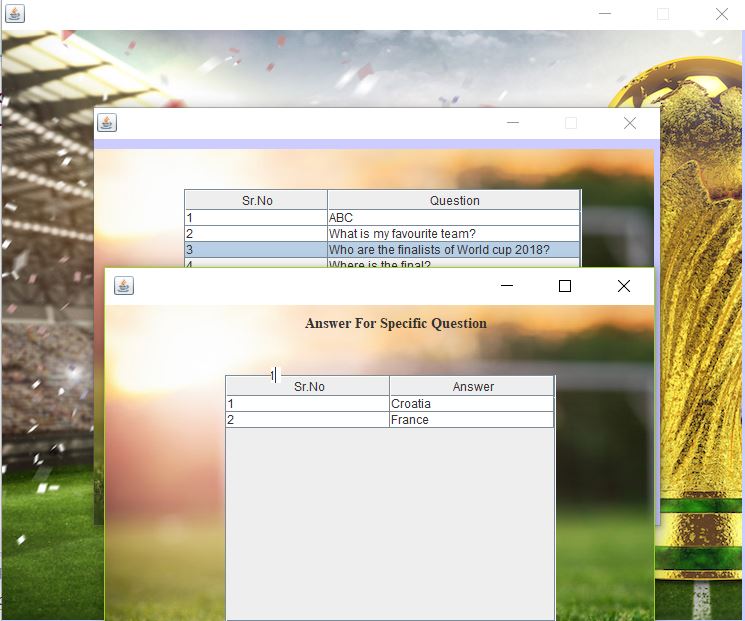 Sr.No Question
1 ABC
2 What is my favourite team?
3 Who are the finalists of World cup 2018?
4 Where is the final?
Answer For Specific Question
1
Sr.No Answer
1 Croatia
2 France